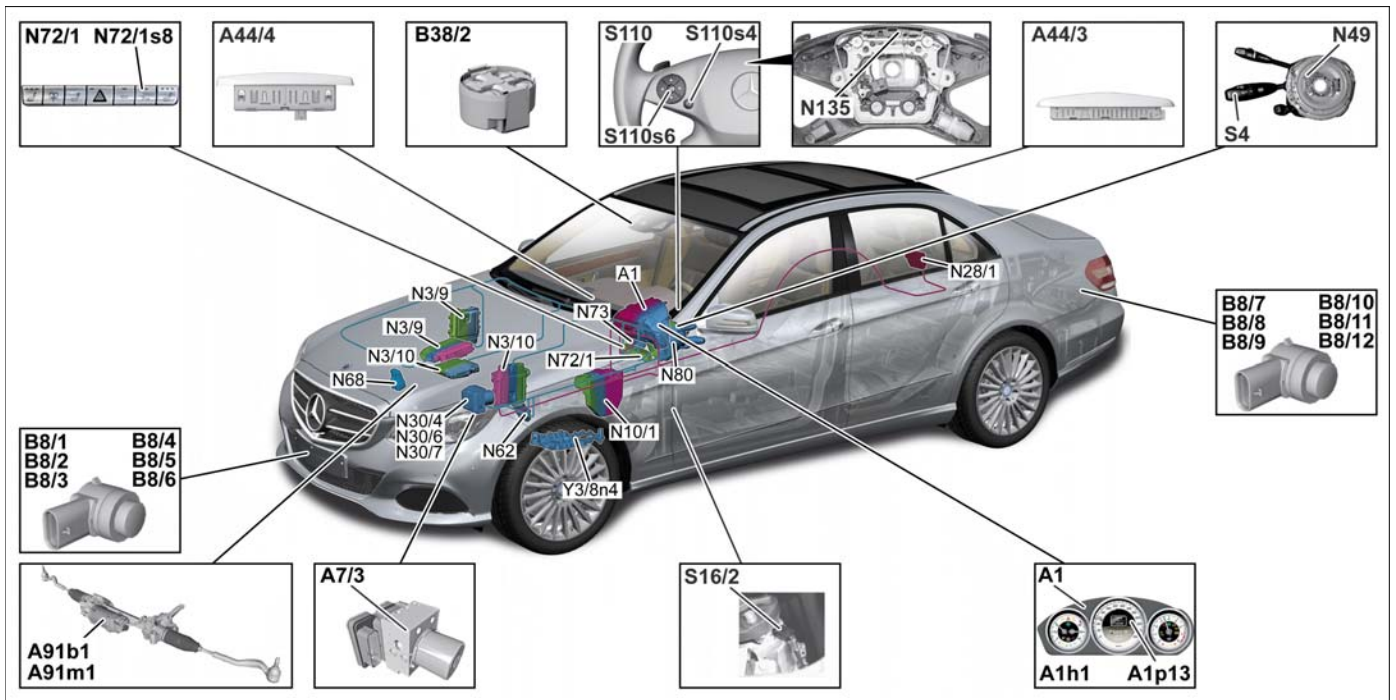 N72/1 N72/1s8
A44/4
B38/2
S110 S110s4
S110s6
N135
A44/3
N49
S4
A1
N28/1
N3/9
N73
N3/9
N3/10
N3/10
N72/1
N80
N68
N30/4
N30/6
N30/7
N62
N10/1
Y3/8n4
B8/7 B8/10
B8/8 B8/11
B8/9 B8/12
B8/1 B8/4
B8/2 B8/5
B8/3 B8/6
A91b1
A91m1
A7/3
S16/2
A1
A1h1 A1p13